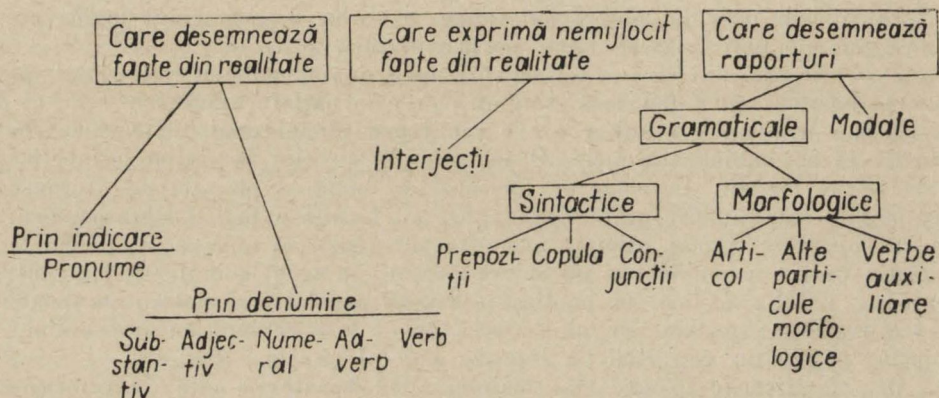 Care desemnează
fapte din realitate
Care exprimă nemijlocit
fapte din realitate
Care desemnează
raporturi
Gramaticale
Modale
Interjecții
Sintactice
Morfologice
Prin indicare
Pronume
Prepozi-
tii
Copula
Con-
juncții
Arti-
col
Alte
parti-
cule
morfo-
logice
Verbe
auxi-
liare
Prin denumire
Sub-
stan-
tiv
Adjec-
tiv
Nume-
ral
Ad-
verb
Verb